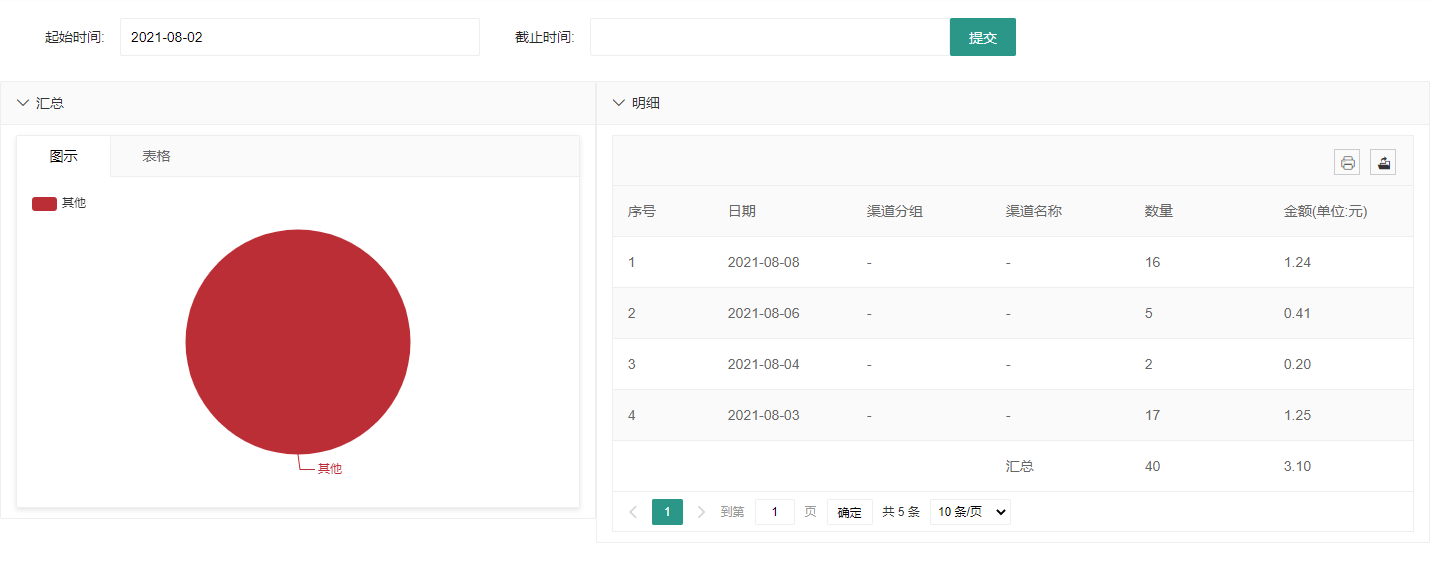 起始时间: 2021-08-02 截止时间: 提交
汇总
图示 表格
其他
其他
明细
序号 日期 渠道分组 渠道名称 数量 金额(单位:元)
1 2021-08-08 - - 16 1.24
2 2021-08-06 - - 5 0.41
3 2021-08-04 - - 2 0.20
4 2021-08-03 - - 17 1.25
汇总 40 3.10
1 到第 1 页 确定 共 5 条 10 条/页